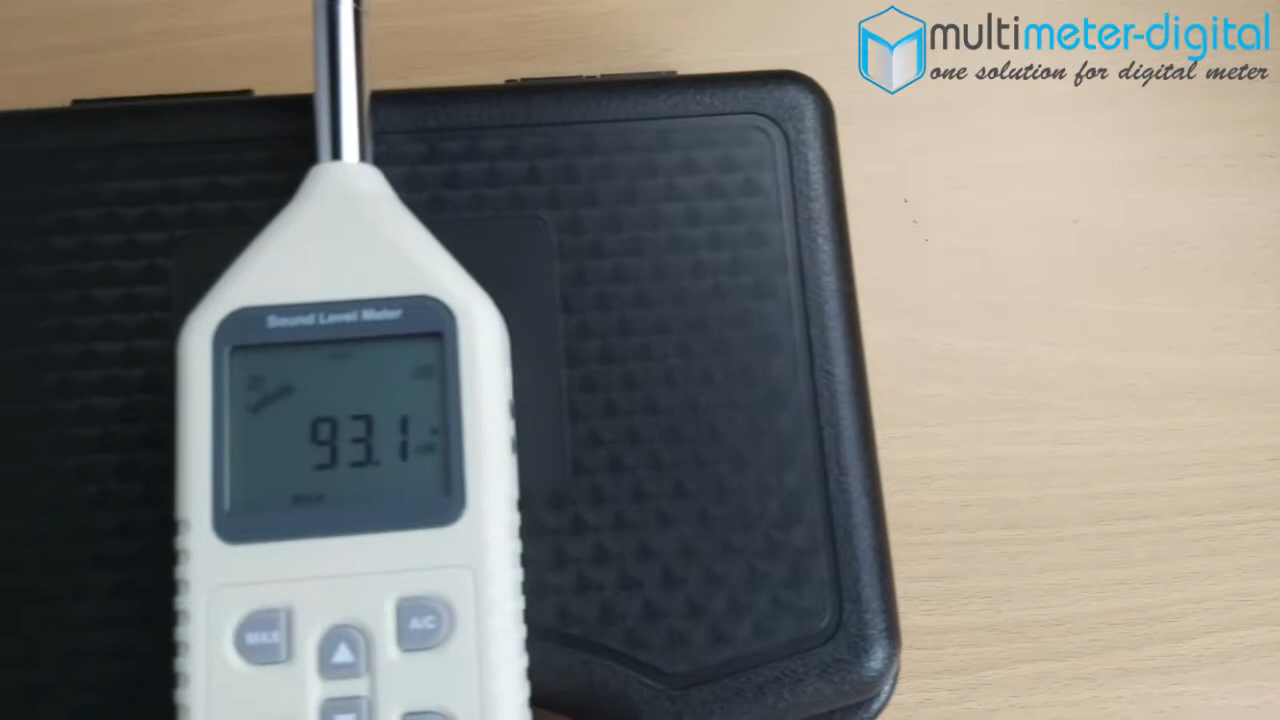 multimeter-digital
one solution for digital meter
Sound Level Meter
93.1
MAX
A/C